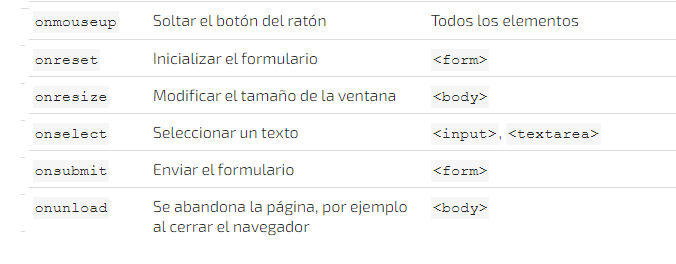 onmouseup Soltar el botón del ratón Todos los elementos
onreset Inicializar el formulario <form>
onresize Modificar el tamaño de la ventana <body>
onselect Seleccionar un texto <input>, <textarea>
onsubmit Enviar el formulario <form>
onunload Se abandona la página, por ejemplo <body>
al cerrar el navegador